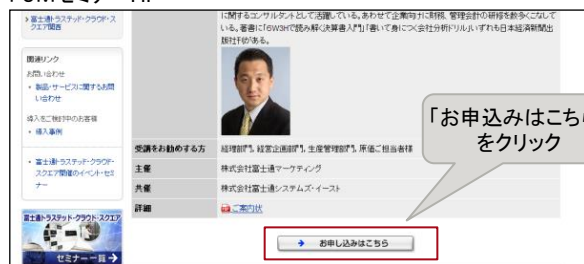 富士通トラステッド・クラウド・スクエア関西
関連リンク
お問い合わせ
製品・サービスに関するお問い合わせ
導入をご検討中のお客様
導入事例
富士通トラステッド・クラウド・スクエア開催のイベント・セミナー
富士通トラステッド・クラウド・スクエア
セミナー一覧
に関するコンサルタントとして活躍している。あわせて企業向けに財務、管理会計の研修を数多くこなして
いる。著書に「6W3Hで読み解く決算書入門」「書いて身につく会社分析ドリル」いずれも日本経済新聞出
版社刊がある。
受講をお勧めする方 経理部門、経営企画部門、生産管理部門、原価ご担当者様
主催 株式会社富士通マーケティング
共催 株式会社富士通システムズ・イースト
詳細 ご案内状
お申し込みはこちら
「お申込みはこちら
をクリック